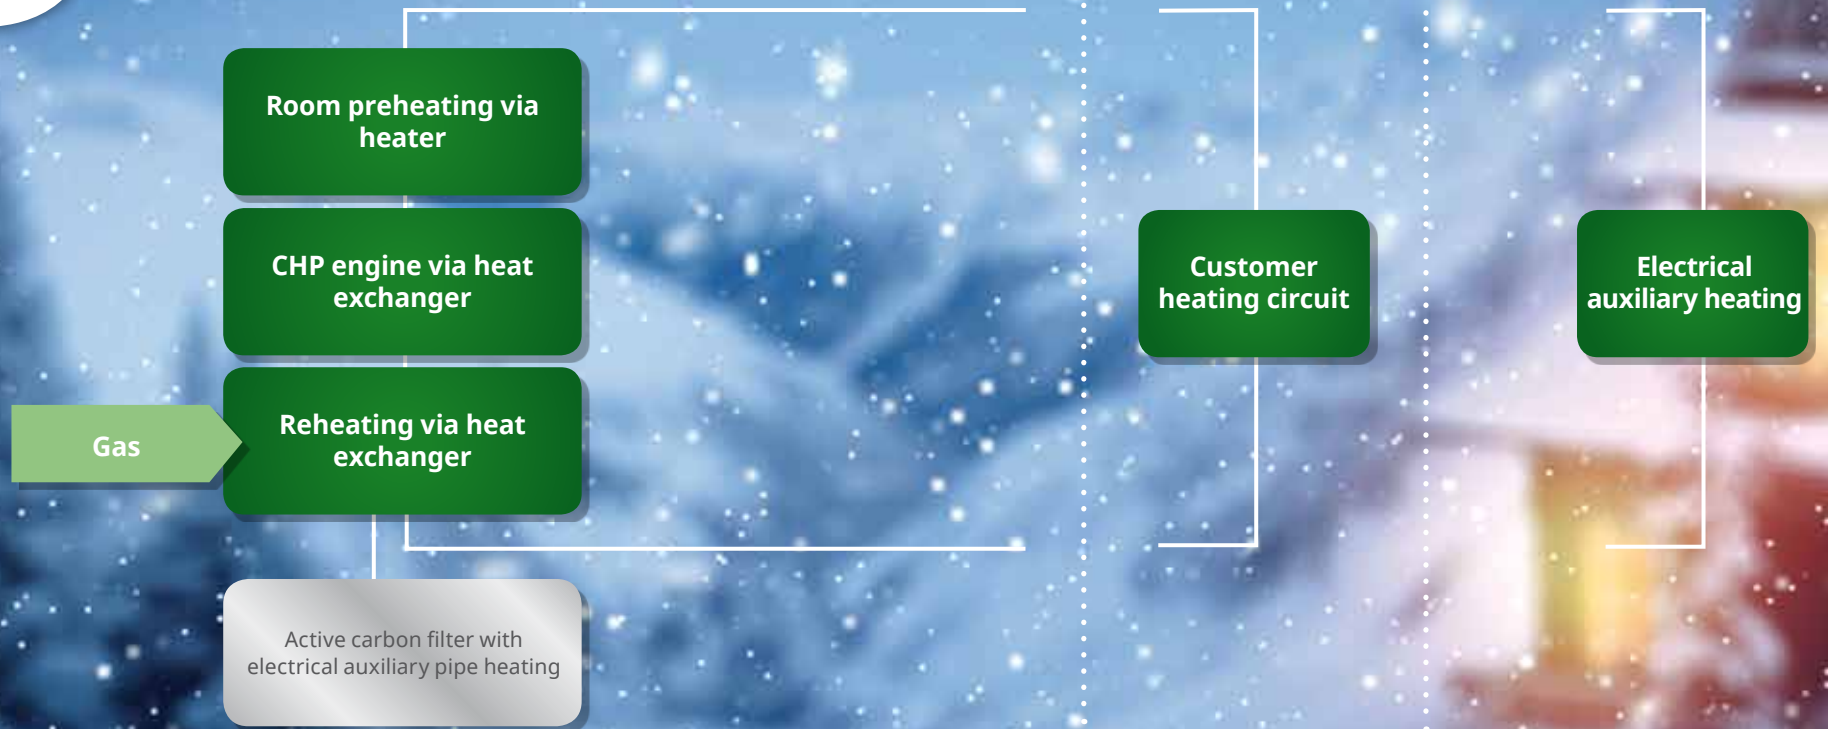 Room preheating via
heater
CHP engine via heat
exchanger
Customer
heating circuit
Electrical
auxiliary heating
Gas
Reheating via heat
exchanger
Active carbon filter with
electrical auxiliary pipe heating